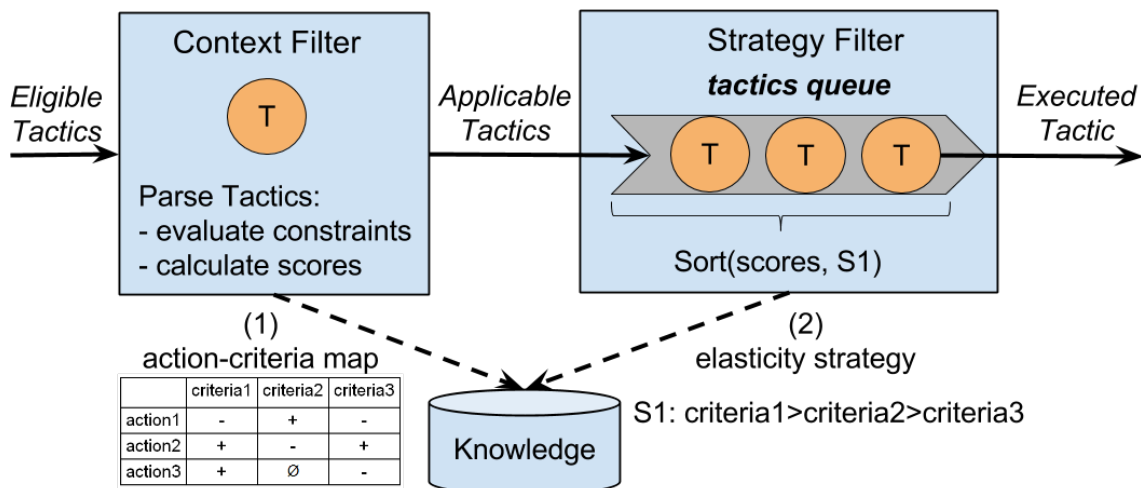 Context Filter
T
Parse Tactics:
- evaluate constraints
- calculate scores
Eligible
Tactics
Applicable
Tactics
Strategy Filter
tactics queue
T T T
Sort(scores, S1)
Executed
Tactic
(1)
action-criteria map
criteria1 criteria2 criteria3
action1 - + -
action2 + - +
action3 + Ø -
Knowledge
(2)
elasticity strategy
S1: criteria1>criteria2>criteria3